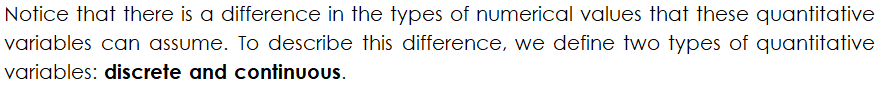 Notice that there is a difference in the types of numerical values that these quantitative
variables can assume. To describe this difference, we define two types of quantitative
variables: discrete and continuous.